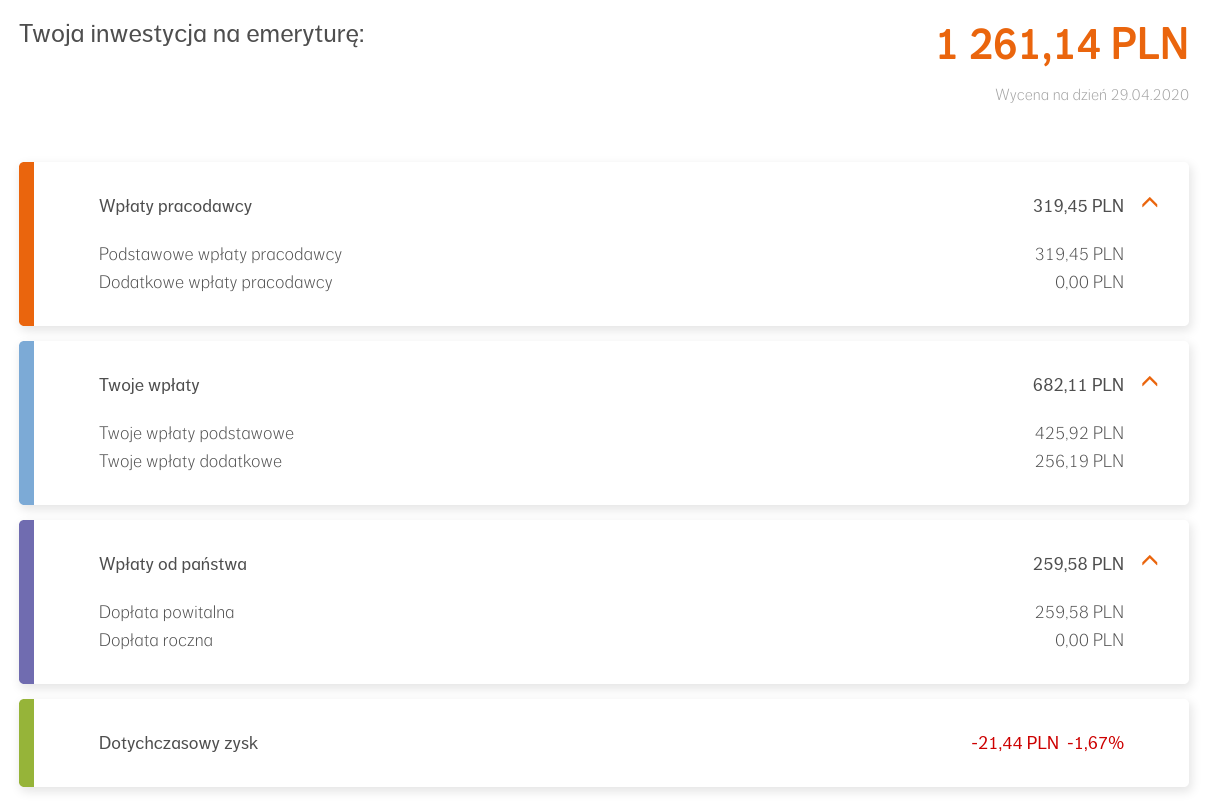 Twoja inwestycja na emeryturę:
1 261,14 PLN
Wycena na dzień 29.04.2020
Wpłaty pracodawcy 319,45 PLN
Podstawowe wpłaty pracodawcy 319,45 PLN
Dodatkowe wpłaty pracodawcy 0,00 PLN
Twoje wpłaty 682,11 PLN
Twoje wpłaty podstawowe 425,92 PLN
Twoje wpłaty dodatkowe 256,19 PLN
Wpłaty od państwa 259,58 PLN
Dopłata powitalna 259,58 PLN
Dopłata roczna 0,00 PLN
Dotychczasowy zysk -21,44 PLN -1,67%